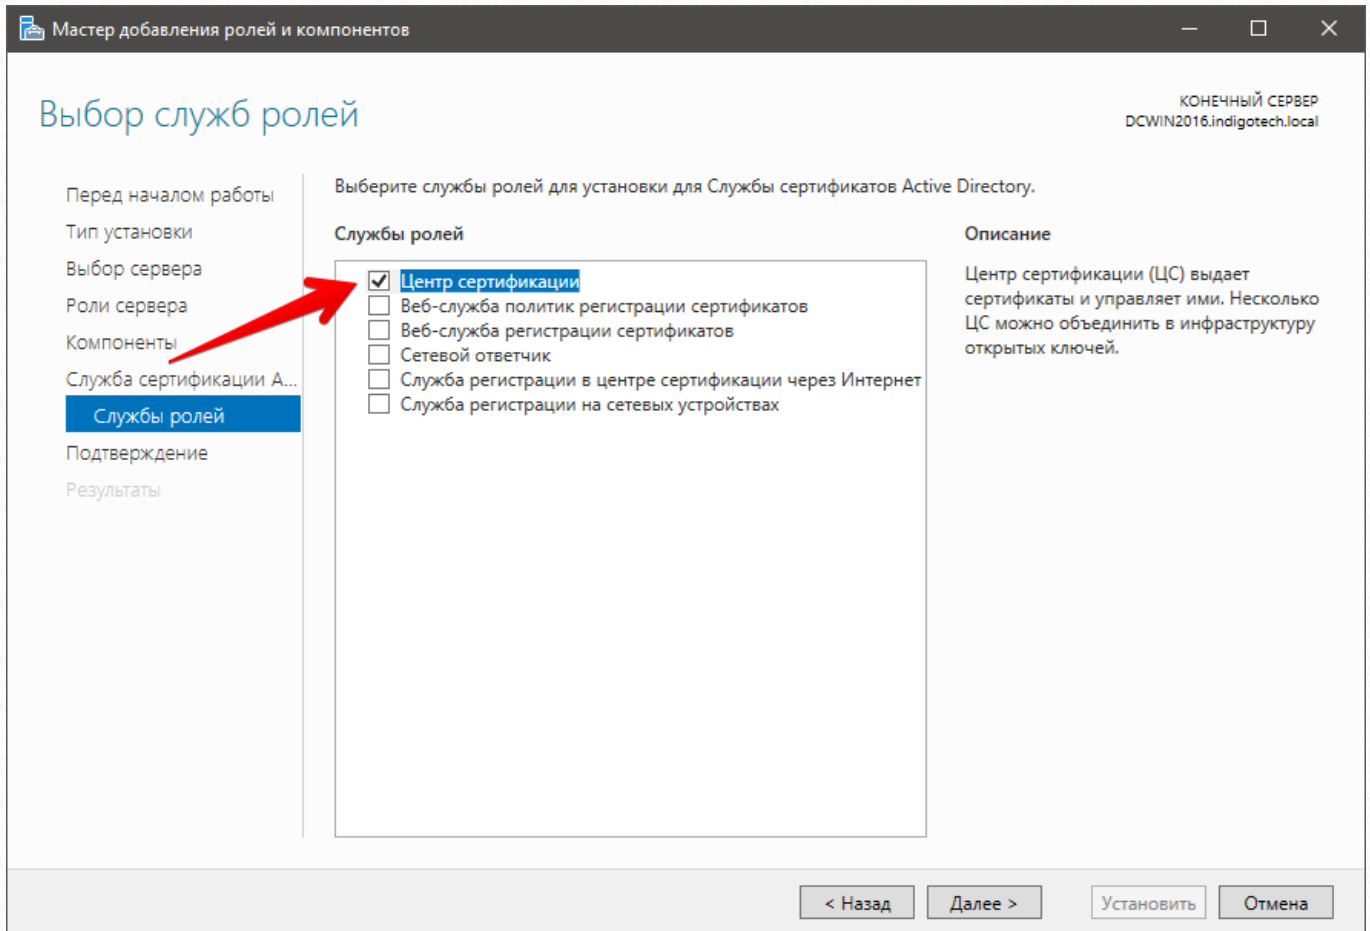 Мастер добавления ролей и компонентов
Выбор служб ролей
КОНЕЧНЫЙ СЕРВЕР
DCWIN2016.indigotech.local
Перед началом работы
Тип установки
Выбор сервера
Роли сервера
Компоненты
Служба сертификации А...
Службы ролей
Подтверждение
Результаты
Выберите службы ролей для установки для Службы сертификатов Active Directory.
Службы ролей
Центр сертификации
Веб-служба политик регистрации сертификатов
Веб-служба регистрации сертификатов
Сетевой ответчик
Служба регистрации в центре сертификации через Интернет
Служба регистрации на сетевых устройствах
Описание
Центр сертификации (ЦС) выдает
сертификаты и управляет ими. Несколько
ЦС можно объединить в инфраструктуру
открытых ключей.
< Назад
Далее >
Установить
Отмена